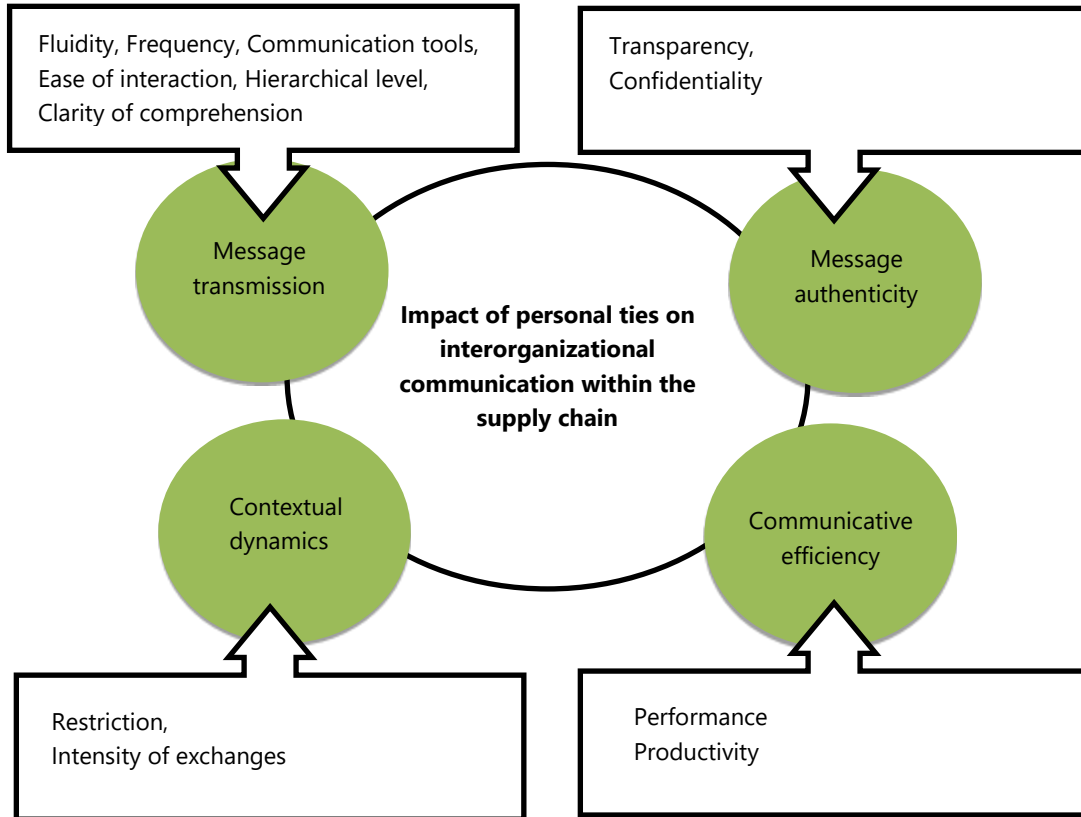 Fluidity, Frequency, Communication tools,
Ease of interaction, Hierarchical level,
Clarity of comprehension
Transparency,
Confidentiality
Message
transmission
Message
authenticity
Impact of personal ties on
interorganizational
communication within the
supply chain
Contextual
dynamics
Communicative
efficiency
Restriction,
Intensity of exchanges
Performance
Productivity